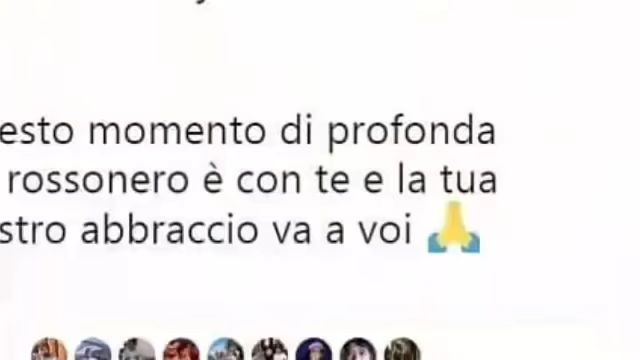 esto momento di profonda
rossonero è con te e la tua
stro abbraccio va a voi 🙏